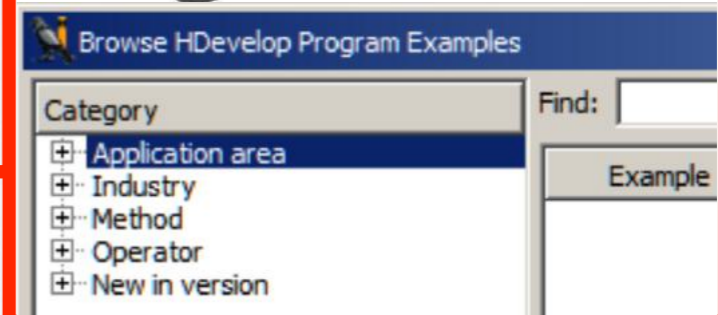 Browse HDevelop Program Examples
Category
Find:
Application area
Example
Industry
Method
Operator
New in version